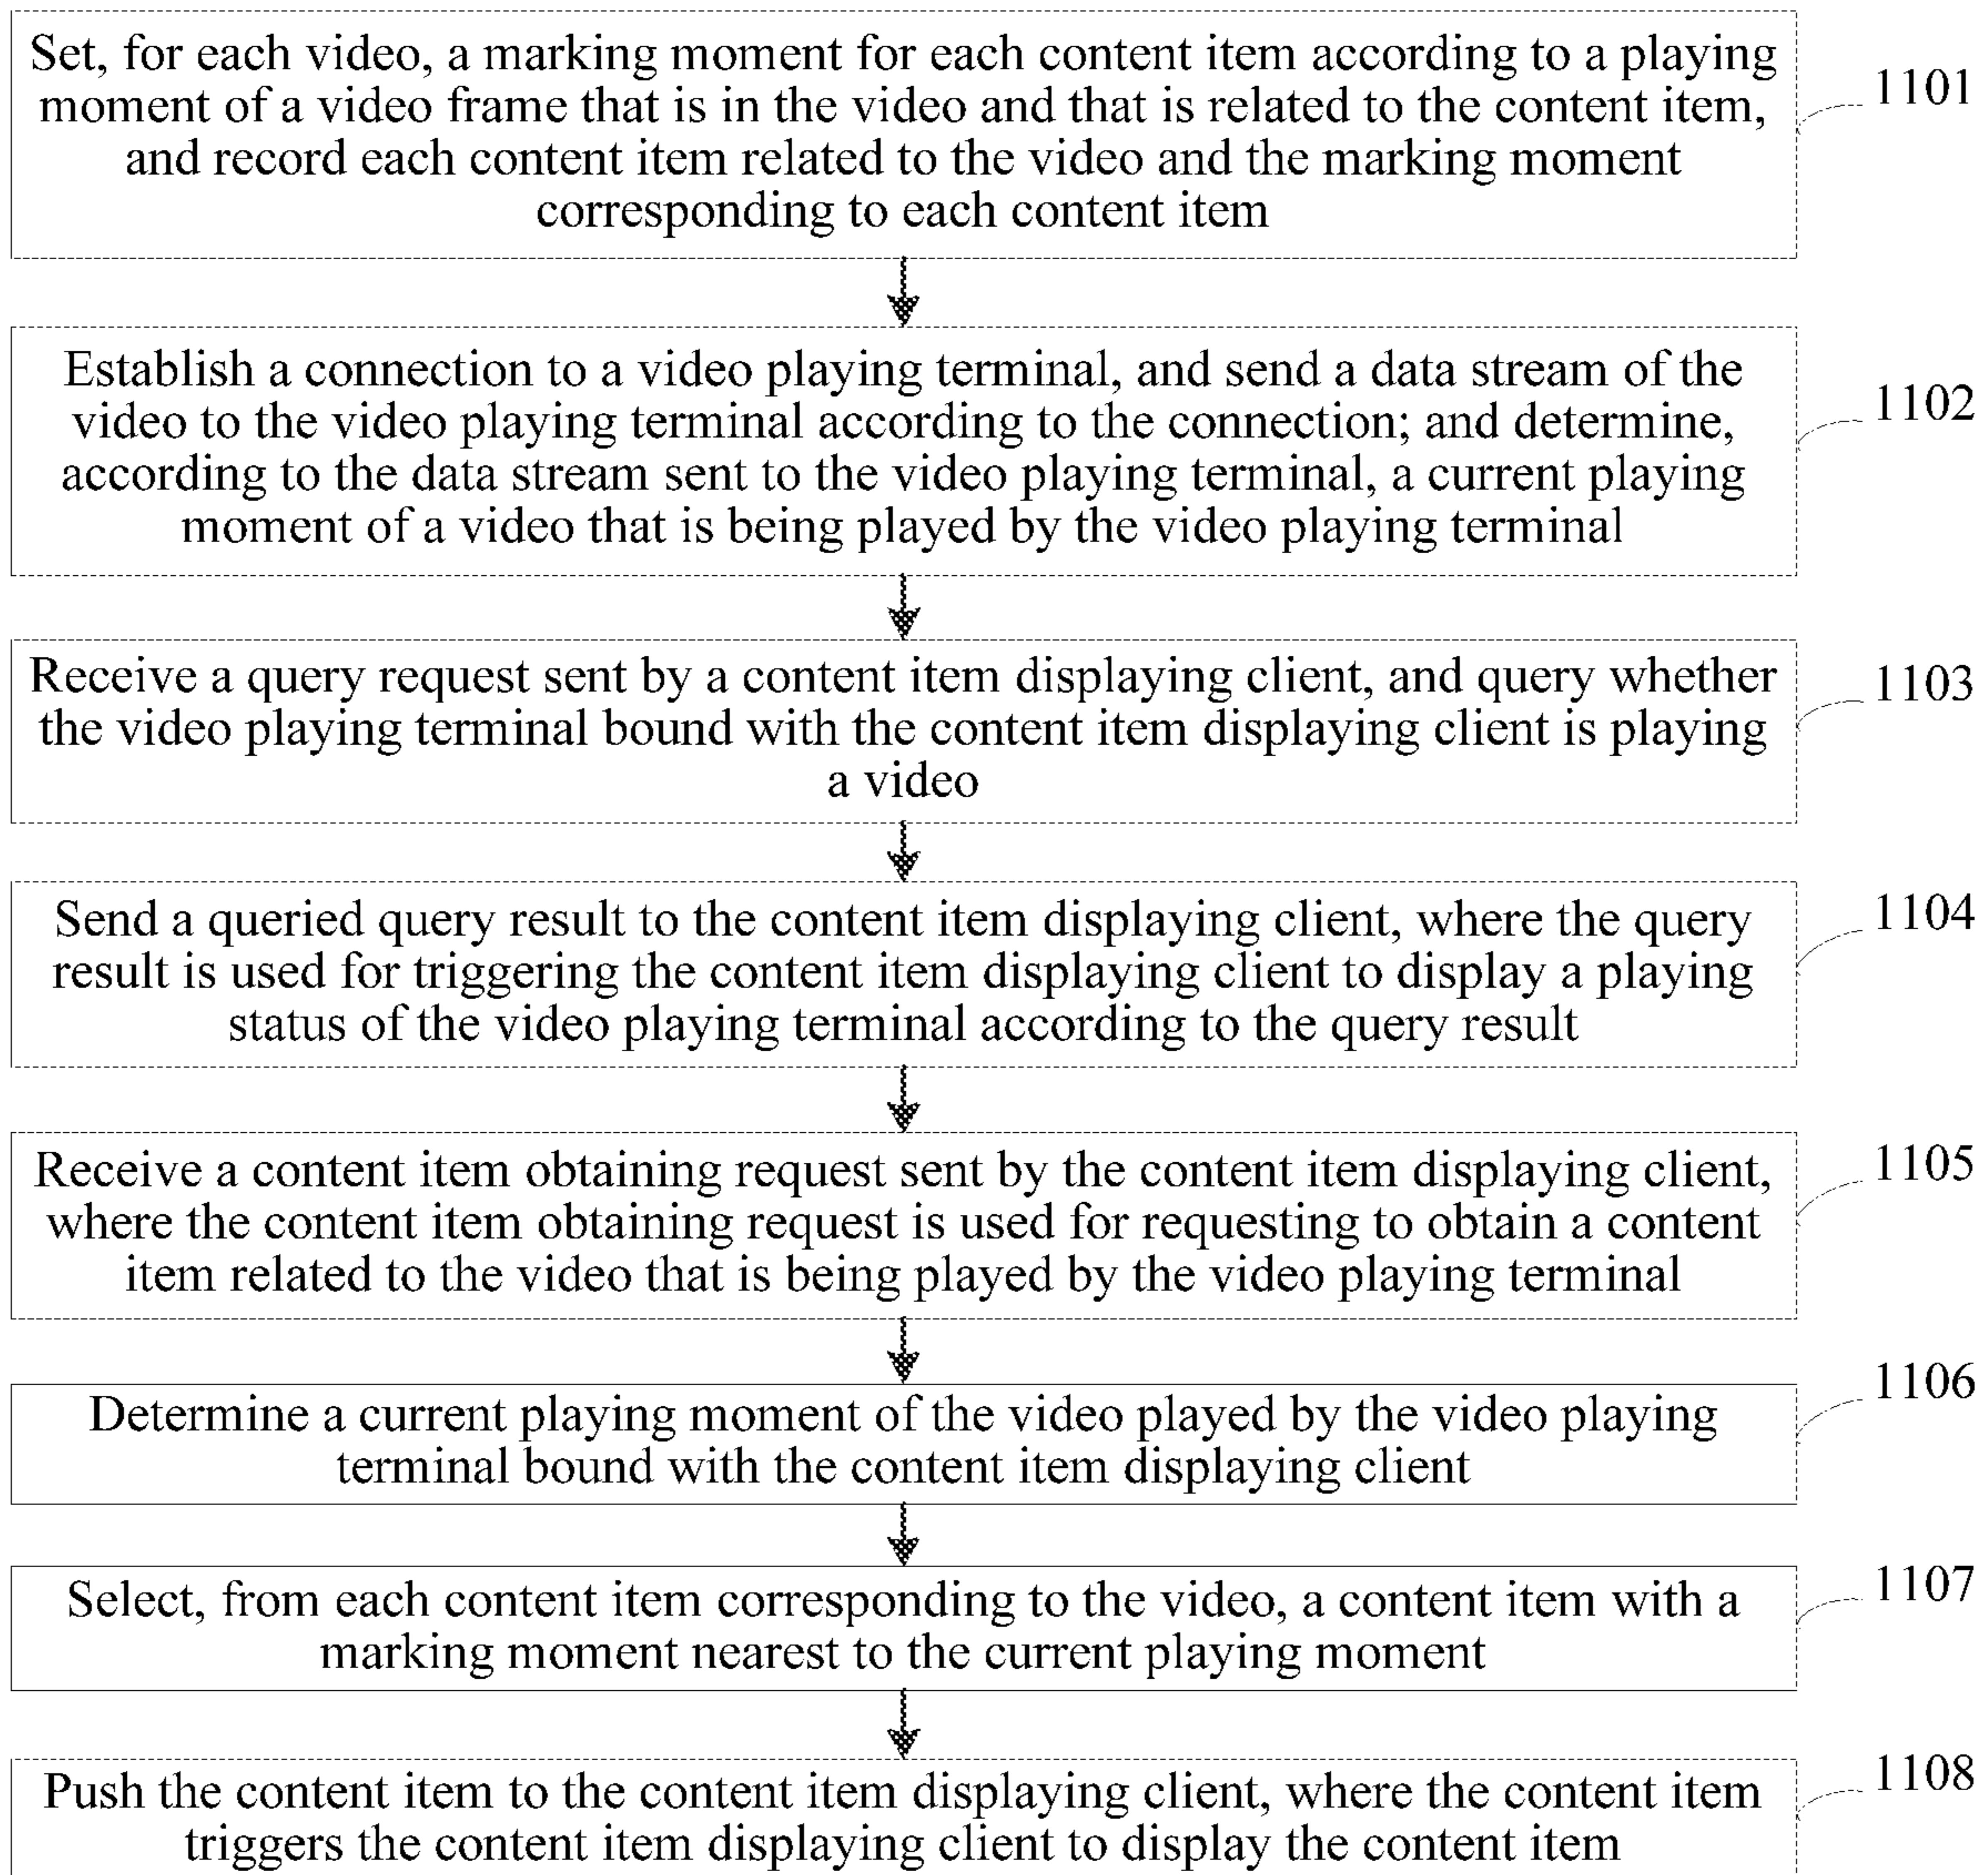 Set, for each video, a marking moment for each content item according to a playing
moment of a video frame that is in the video and that is related to the content item,
and record each content item related to the video and the marking moment
corresponding to each content item
1101
Establish a connection to a video playing terminal, and send a data stream of the
video to the video playing terminal according to the connection; and determine,
according to the data stream sent to the video playing terminal, a current playing
moment of a video that is being played by the video playing terminal
1102
Receive a query request sent by a content item displaying client, and query whether
the video playing terminal bound with the content item displaying client is playing
a video
1103
Send a queried query result to the content item displaying client, where the query
result is used for triggering the content item displaying client to display a playing
status of the video playing terminal according to the query result
1104
Receive a content item obtaining request sent by the content item displaying client,
where the content item obtaining request is used for requesting to obtain a content
item related to the video that is being played by the video playing terminal
1105
Determine a current playing moment of the video played by the video playing
terminal bound with the content item displaying client
1106
Select, from each content item corresponding to the video, a content item with a
marking moment nearest to the current playing moment
1107
Push the content item to the content item displaying client, where the content item
triggers the content item displaying client to display the content item
1108